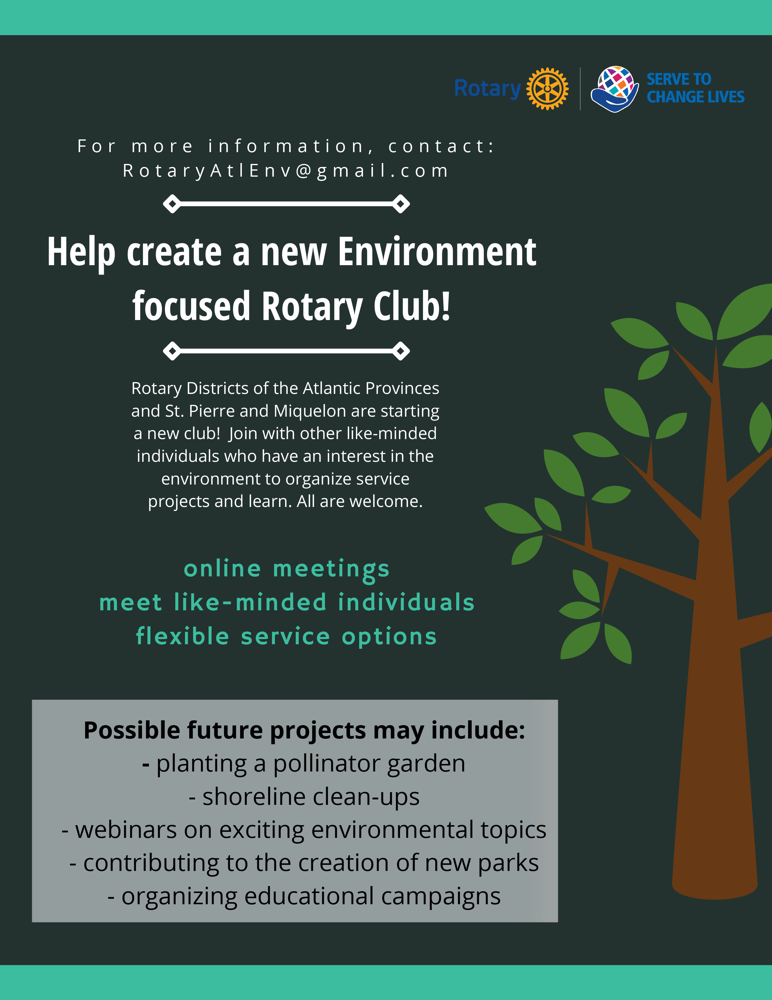 Rotary
SERVE TO
CHANGE LIVES
For more information, contact:
RotaryAtlEnv@gmail.com
Help create a new Environment
focused Rotary Club!
Rotary Districts of the Atlantic Provinces
and St. Pierre and Miquelon are starting
a new club!  Join with other like-minded
individuals who have an interest in the
environment to organize service
projects and learn. All are welcome.
online meetings
meet like-minded individuals
flexible service options
Possible future projects may include:
- planting a pollinator garden
- shoreline clean-ups
- webinars on exciting environmental topics
- contributing to the creation of new parks
- organizing educational campaigns